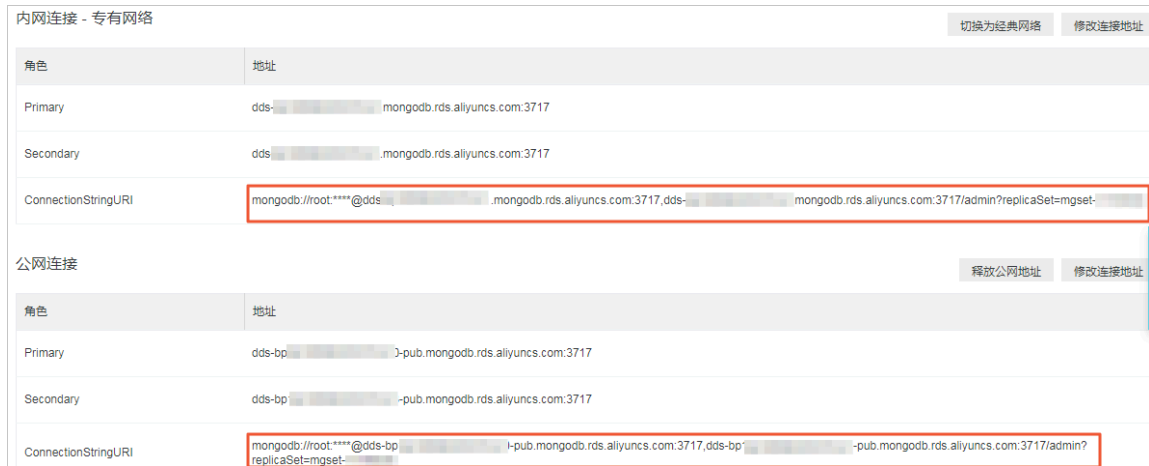 内网连接 - 专有网络 切换为经典网络 修改连接地址
角色 地址
Primary dds- mongodb.rds.aliyuncs.com:3717
Secondary dds .mongodb.rds.aliyuncs.com:3717
ConnectionStringURI mongodb://root:****@dds .mongodb.rds.aliyuncs.com:3717,dds- mongodb.rds.aliyuncs.com:3717/admin?replicaSet=mgset-
公网连接 释放公网地址 修改连接地址
角色 地址
Primary dds-bp -pub.mongodb.rds.aliyuncs.com:3717
Secondary dds-bp -pub.mongodb.rds.aliyuncs.com:3717
ConnectionStringURI mongodb://root:****@dds-bp -pub.mongodb.rds.aliyuncs.com:3717,dds-bp -pub.mongodb.rds.aliyuncs.com:3717/admin?
replicaSet=mgset-